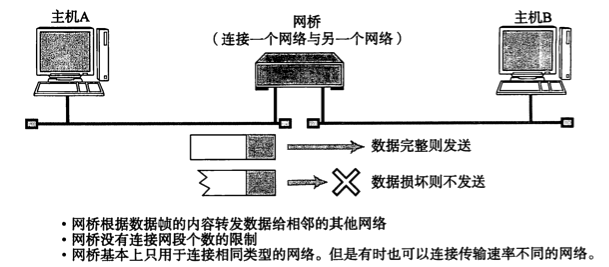 主机A
网桥
主机B
（连接一个网络与另一个网络）
数据完整则发送
数据损坏则不发送
・网桥根据数据帧的内容转发数据给相邻的其他网络
・网桥没有连接网段个数的限制
・网桥基本上只用于连接相同类型的网络。但是有时也可以连接传输速率不同的网络。